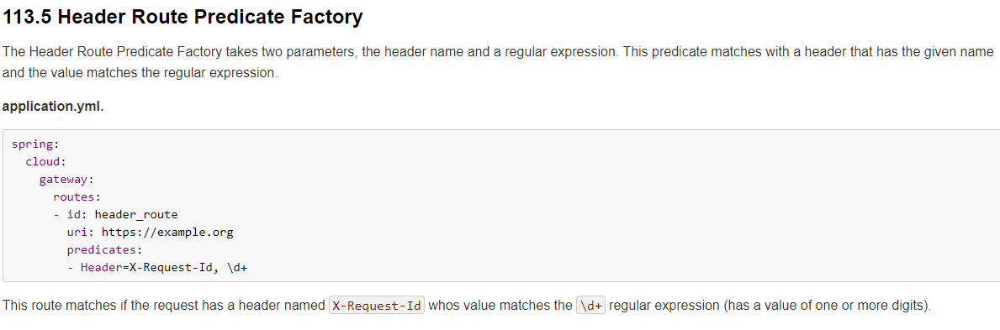 113.5 Header Route Predicate Factory
The Header Route Predicate Factory takes two parameters, the header name and a regular expression. This predicate matches with a header that has the given name
and the value matches the regular expression.
application.yml.
spring:
  cloud:
    gateway:
      routes:
      - id: header_route
        uri: https://example.org
        predicates:
        - Header=X-Request-Id, \d+
This route matches if the request has a header named X-Request-Id whos value matches the \d+ regular expression (has a value of one or more digits).